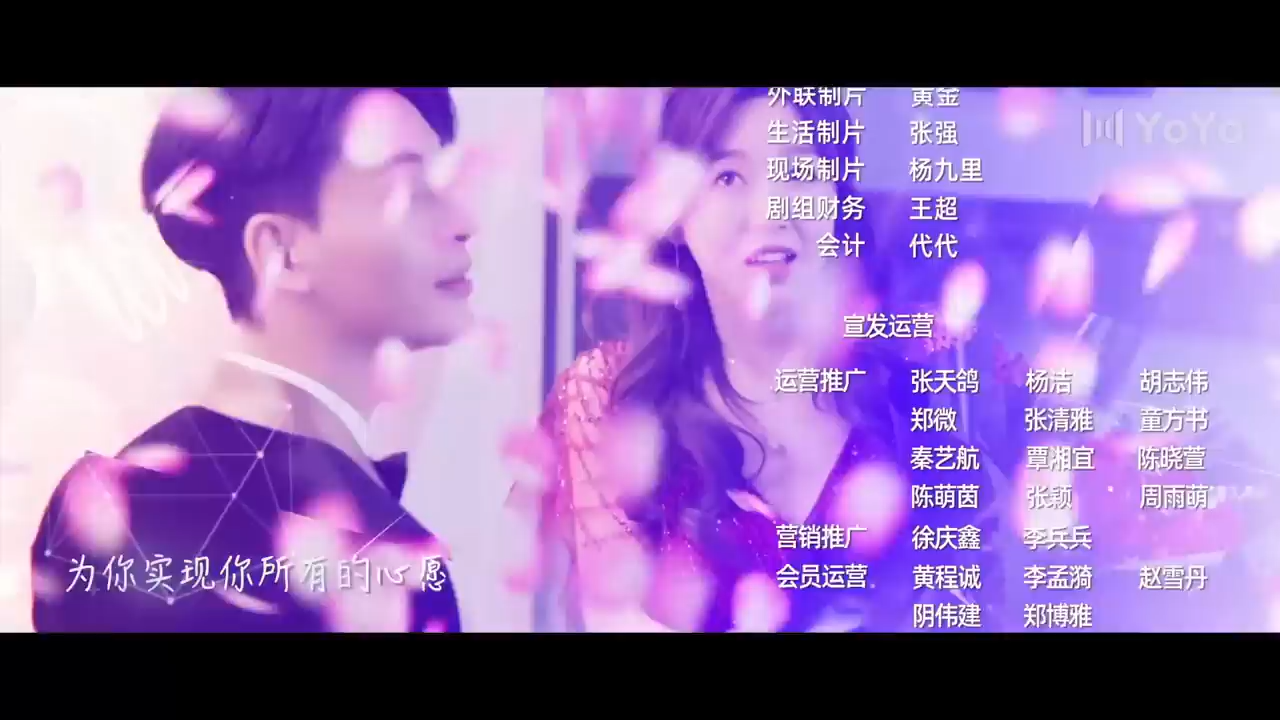 外联制片 黄金
YoYo
生活制片 张强
现场制片 杨九里
剧组财务 王超
会计 代代
宣发运营
运营推广 张天鸽 杨洁 胡志伟
郑微 张清雅 童方书
秦艺航 覃湘宜 陈晓萱
陈萌茵 张颖 周雨萌
营销推广 徐庆鑫 李兵兵
会员运营 黄程诚 李孟漪 赵雪丹
阴伟建 郑博雅
为你实现你所有的心愿